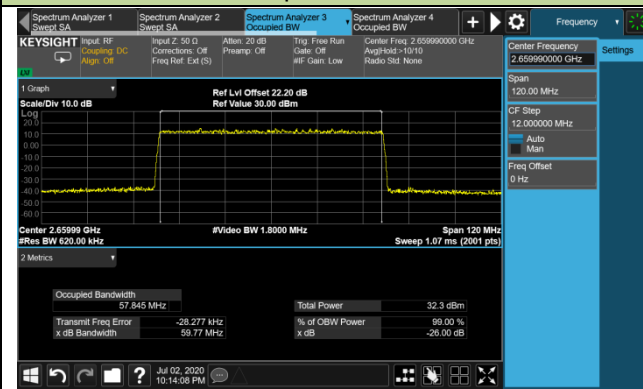 Spectrum Analyzer 1
Swept SA
Spectrum Analyzer 2
Swept SA
Spectrum Analyzer 3
Occupied BW
Spectrum Analyzer 4
Occupied BW
Frequency
KEYSIGHT
Input: RF
Coupling: DC
Align: Off
Input Z: 50 Ω
Corrections: Off
Freq Ref: Ext (S)
Atten: 20 dB
Preamp: Off
Trig: Free Run
Gate: Off
#IF Gain: Low
Center Freq: 2.659990000 GHz
Avg|Hold:>10/10
Radio Std: None
LM
Center Frequency
2.659990000 GHz
Settings
Span
120.00 MHz
CF Step
12.000000 MHz
Auto
Man
Freq Offset
0 Hz
1 Graph
Scale/Div 10.0 dB
Ref Lvl Offset 22.20 dB
Ref Value 30.00 dBm
Log
20.0
10.0
0.00
-10.0
-20.0
-30.0
-40.0
-50.0
-60.0
Center 2.65999 GHz
#Res BW 620.00 kHz
#Video BW 1.8000 MHz
Span 120 MHz
Sweep 1.07 ms (2001 pts)
2 Metrics
Occupied Bandwidth
57.845 MHz
Total Power 32.3 dBm
Transmit Freq Error -28.277 kHz
% of OBW Power 99.00 %
x dB Bandwidth 59.77 MHz
x dB -26.00 dB
Jul 02, 2020
10:14:08 PM